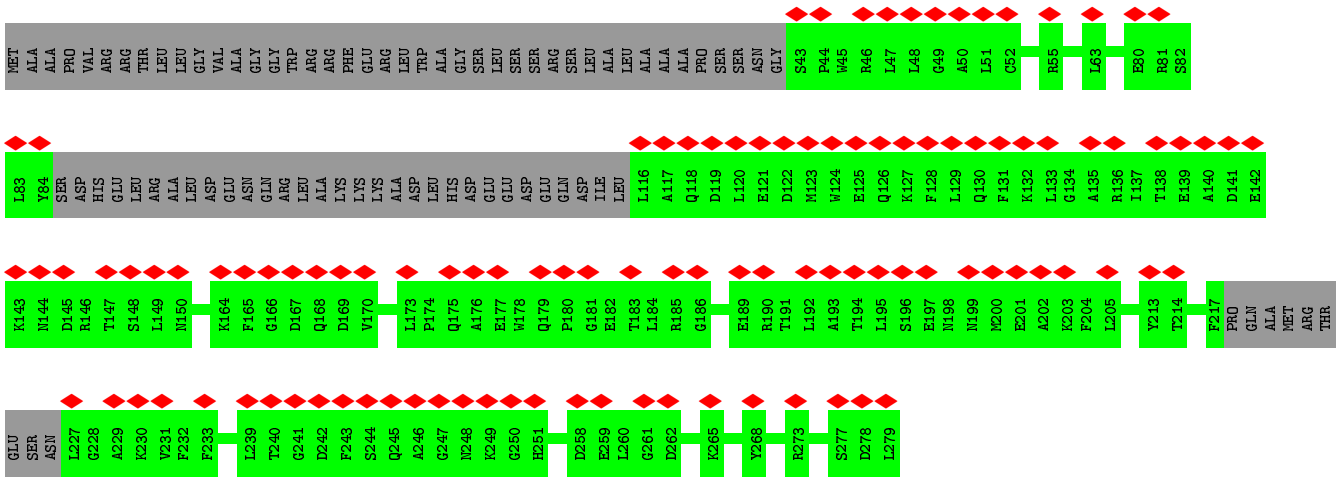 MET ALA ALA PRO VAL ARG ARG THR LEU LEU GLY VAL ALA GLY GLY TRP ARG ARG PHE GLU ARG LEU TRP ALA GLY SER LEU SER SER ARG SER LEU ALA LEU ALA ALA ALA PRO SER SER ASN GLY S43 P44 W45 R46 L47 L48 G49 A50 L51 C52 R55 L63 E80 R81 S82
L83 Y84 SER ASP HIS GLU LEU ARG ALA LEU ASP GLU ASN GLN ARG LEU ALA LYS LYS LYS ALA ASP LEU HIS ASP GLU GLU ASP GLU GLN ASP ILE LEU L116 A117 Q118 D119 L120 E121 D122 M123 W124 E125 Q126 K127 F128 L129 Q130 F131 K132 L133 G134 A135 R136 I137 T138 E139 A140 D141 E142
K143 N144 D145 R146 T147 S148 L149 N150 K164 F165 G166 D167 Q168 D169 V170 L173 P174 Q175 A176 E177 W178 Q179 P180 G181 E182 T183 L184 R185 G186 E189 R190 T191 L192 A193 T194 L195 S196 E197 N198 N199 M200 E201 A202 K203 F204 L205 Y213 T214 F217 PRO GLN ALA MET ARG THR
GLU SER ASN L227 G228 A229 K230 V231 F232 F233 L239 T240 G241 D242 F243 S244 Q245 A246 G247 N248 K249 G250 H251 D258 E259 L260 G261 D262 K265 Y268 R273 S277 D278 L279